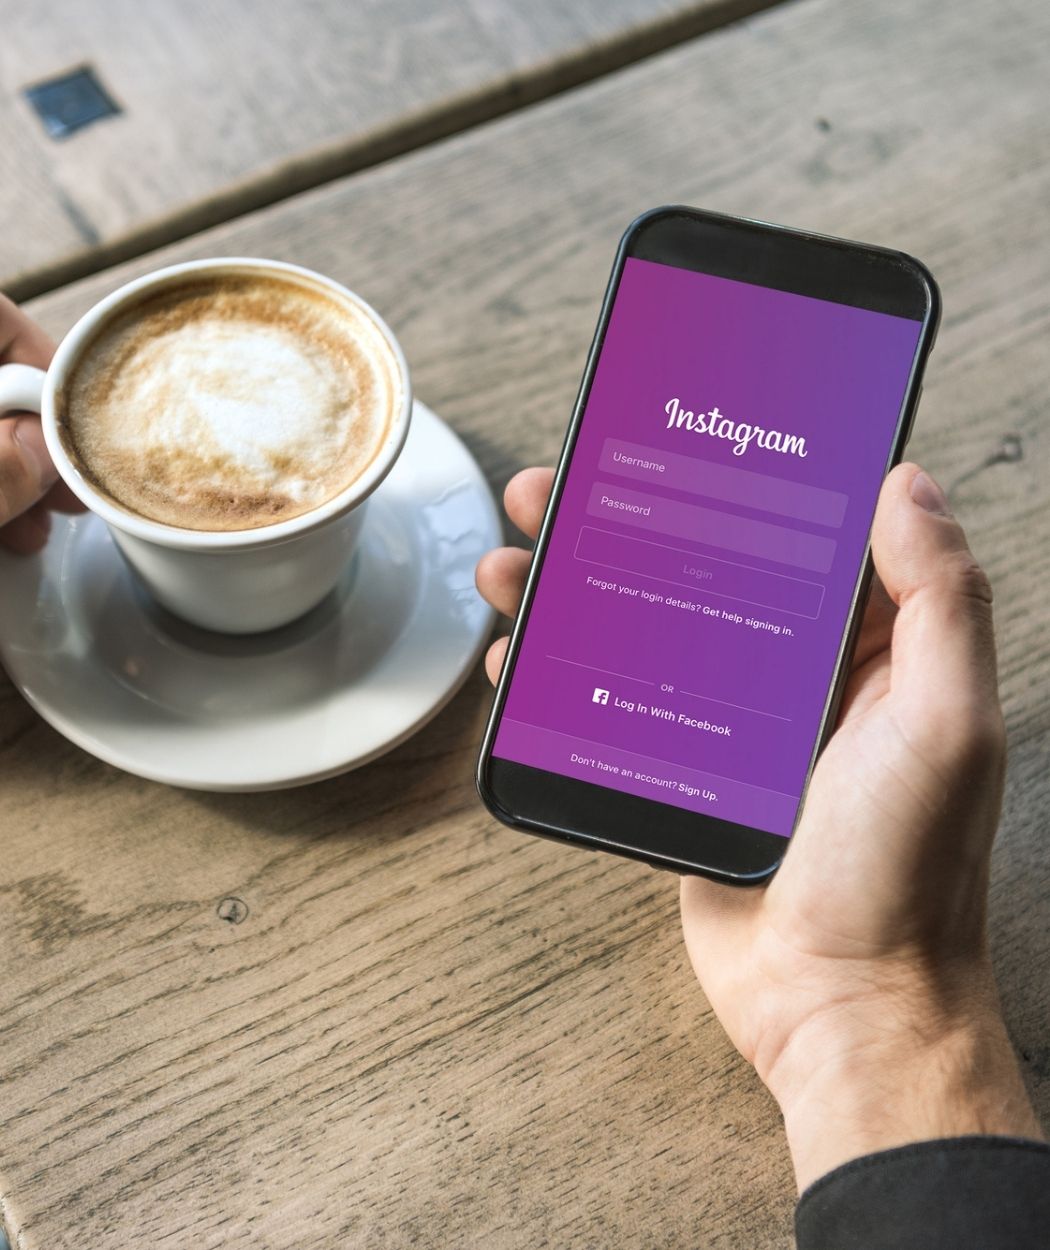 Instagram
Username
Password
Login
Forgot your login details? Get help signing in.
OR
Log In With Facebook
Don't have an account? Sign Up.